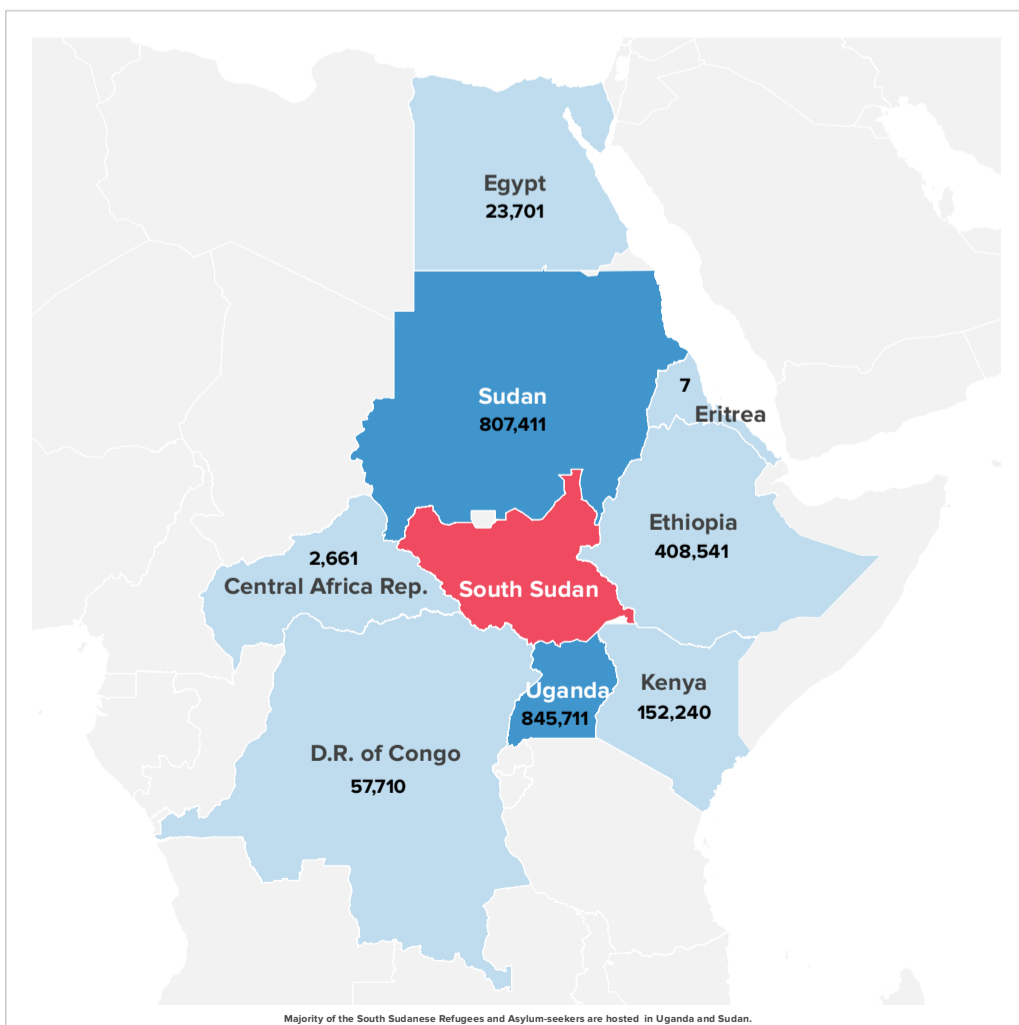 Egypt
23,701
Sudan
807,411
7
Eritrea
Ethiopia
408,541
2,661
Central Africa Rep.
South Sudan
Uganda
845,711
Kenya
152,240
D.R. of Congo
57,710
Majority of the South Sudanese Refugees and Asylum-seekers are hosted in Uganda and Sudan.